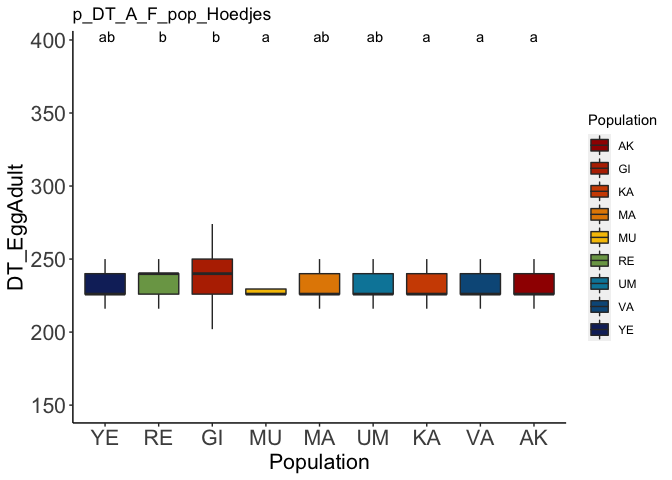 p_DT_A_F_pop_Hoedjes
ab b b a ab ab a a a
400
350
300
250
200
150
DT_EggAdult
YE RE GI MU MA UM KA VA AK
Population
Population
AK
GI
KA
MA
MU
RE
UM
VA
YE